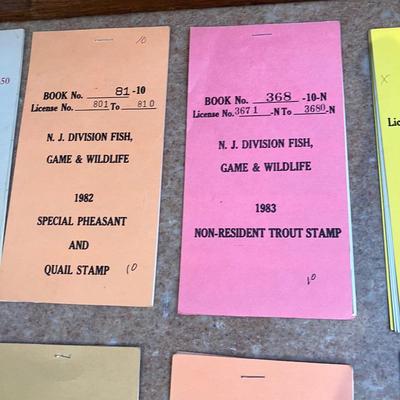 50
10
BOOK No. 81 -10
License No. 801 To 810
N. J. DIVISION FISH,
GAME & WILDLIFE
1982
SPECIAL PHEASANT
AND
QUAIL STAMP
10
BOOK No. 368 -10-N
License No. 3671 -N To 3680-N
N. J. DIVISION FISH,
GAME & WILDLIFE
1983
NON-RESIDENT TROUT STAMP
10
x
Lic